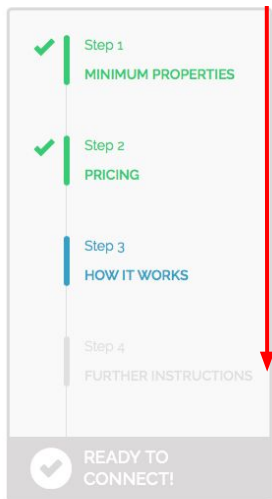 Step 1
MINIMUM PROPERTIES
Step 2
PRICING
Step 3
HOW IT WORKS
Step 4
FURTHER INSTRUCTIONS
READY TO
CONNECT!